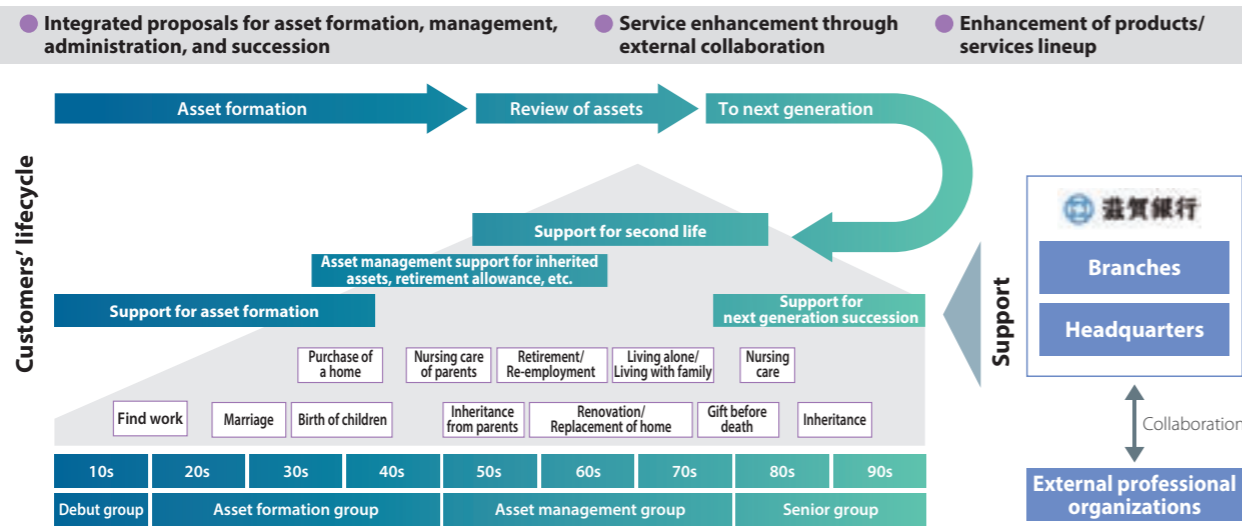 Integrated proposals for asset formation, management,
administration, and succession
Service enhancement through
external collaboration
Enhancement of products/
services lineup
Customers' lifecycle
Asset formation
Review of assets
To next generation
Support for second life
Asset management support for inherited
assets, retirement allowance, etc.
Support for asset formation
Support for
next generation succession
Purchase of
a home
Nursing care
of parents
Retirement/
Re-employment
Living alone/
Living with family
Nursing
care
Find work
Marriage
Birth of children
Inheritance
from parents
Renovation/
Replacement of home
Gift before
death
Inheritance
10s
20s
30s
40s
50s
60s
70s
80s
90s
Debut group
Asset formation group
Asset management group
Senior group
Support
滋賀銀行
Branches
Headquarters
Collaboration
External professional
organizations